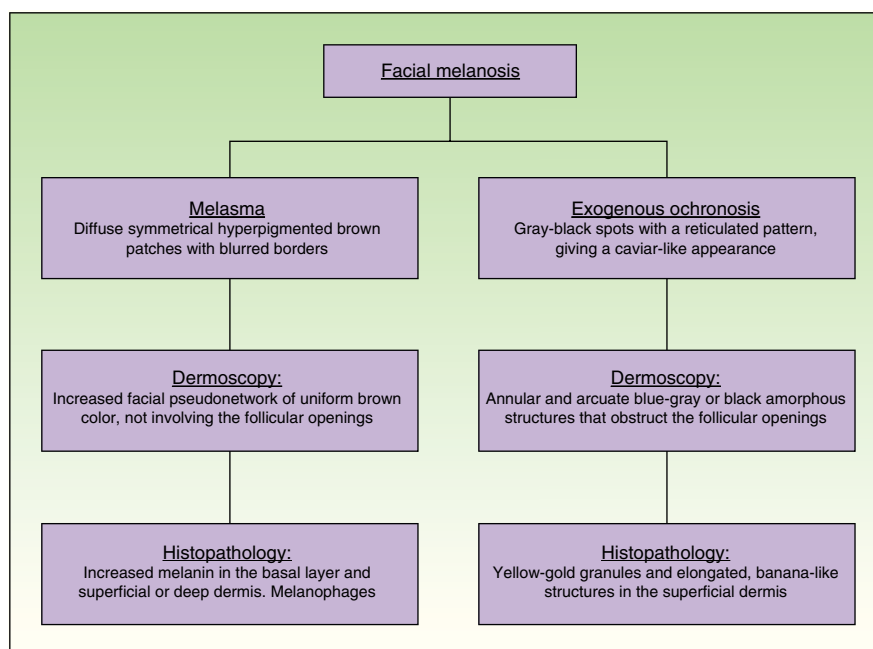 Facial melanosis
Melasma
Diffuse symmetrical hyperpigmented brown
patches with blurred borders
Exogenous ochronosis
Gray-black spots with a reticulated pattern,
giving a caviar-like appearance
Dermoscopy:
Increased facial pseudonetwork of uniform brown
color, not involving the follicular openings
Dermoscopy:
Annular and arcuate blue-gray or black amorphous
structures that obstruct the follicular openings
Histopathology:
Increased melanin in the basal layer and
superficial or deep dermis. Melanophages
Histopathology:
Yellow-gold granules and elongated, banana-like
structures in the superficial dermis